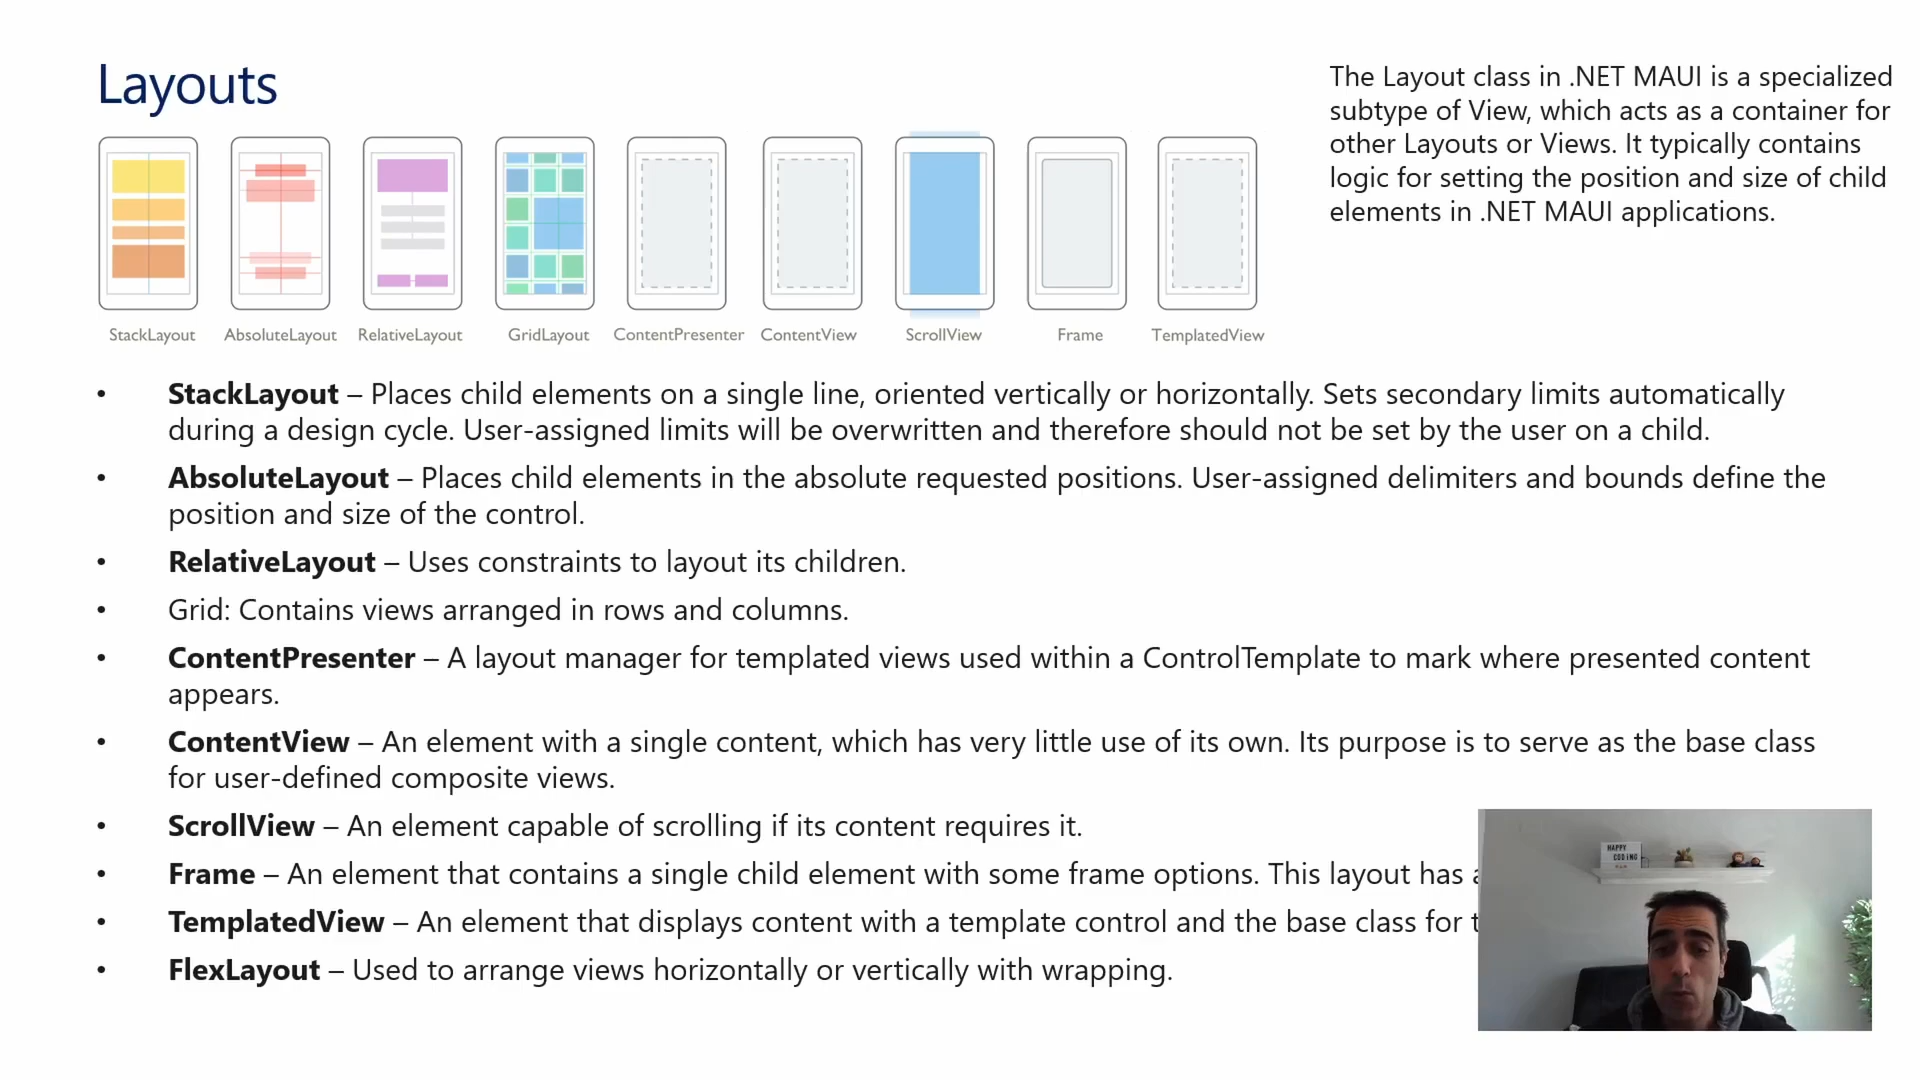 Layouts
The Layout class in .NET MAUI is a specialized
subtype of View, which acts as a container for
other Layouts or Views. It typically contains
logic for setting the position and size of child
elements in .NET MAUI applications.
StackLayout AbsoluteLayout RelativeLayout GridLayout ContentPresenter ContentView ScrollView Frame TemplatedView
• StackLayout – Places child elements on a single line, oriented vertically or horizontally. Sets secondary limits automatically
during a design cycle. User-assigned limits will be overwritten and therefore should not be set by the user on a child.
• AbsoluteLayout – Places child elements in the absolute requested positions. User-assigned delimiters and bounds define the
position and size of the control.
• RelativeLayout – Uses constraints to layout its children.
• Grid: Contains views arranged in rows and columns.
• ContentPresenter – A layout manager for templated views used within a ControlTemplate to mark where presented content
appears.
• ContentView – An element with a single content, which has very little use of its own. Its purpose is to serve as the base class
for user-defined composite views.
• ScrollView – An element capable of scrolling if its content requires it.
• Frame – An element that contains a single child element with some frame options. This layout has
• TemplatedView – An element that displays content with a template control and the base class for
• FlexLayout – Used to arrange views horizontally or vertically with wrapping.
HAPPY
CODING